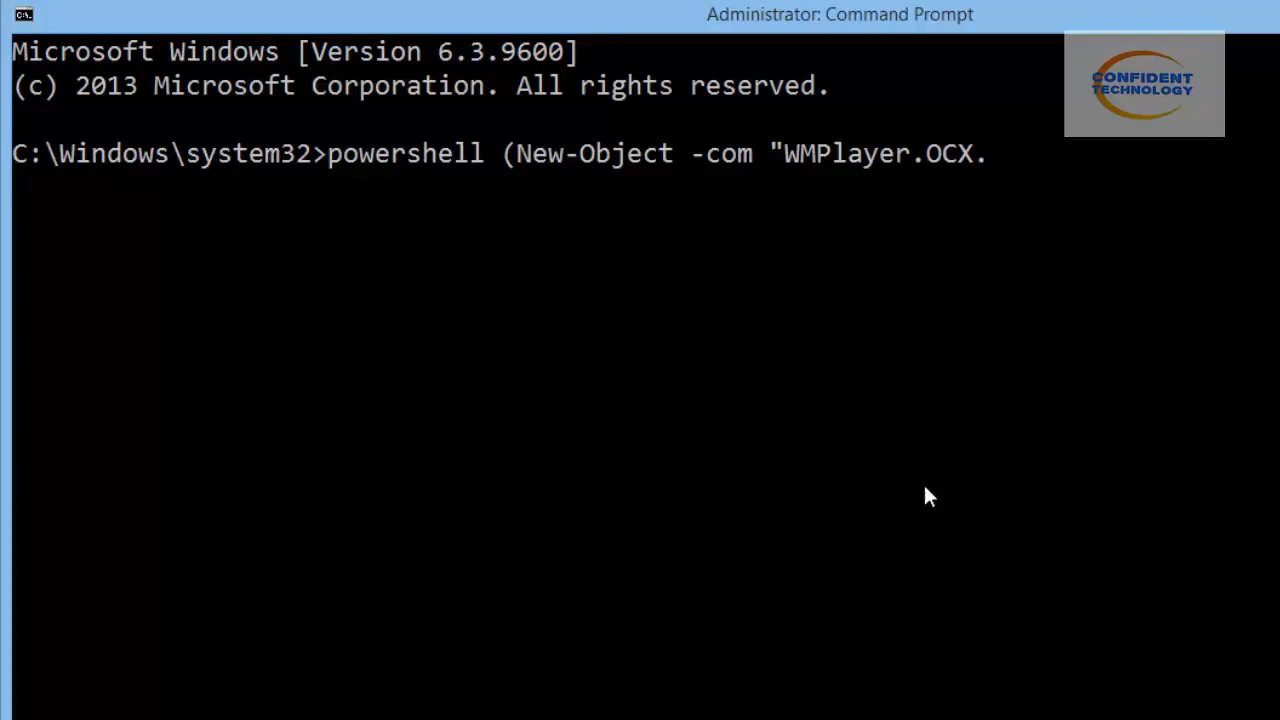 Administrator: Command Prompt
Microsoft Windows [Version 6.3.9600]
(c) 2013 Microsoft Corporation. All rights reserved.
CONFIDENT
TECHNOLOGY
C:\Windows\system32>powershell (New-Object -com "WMPlayer.OCX.